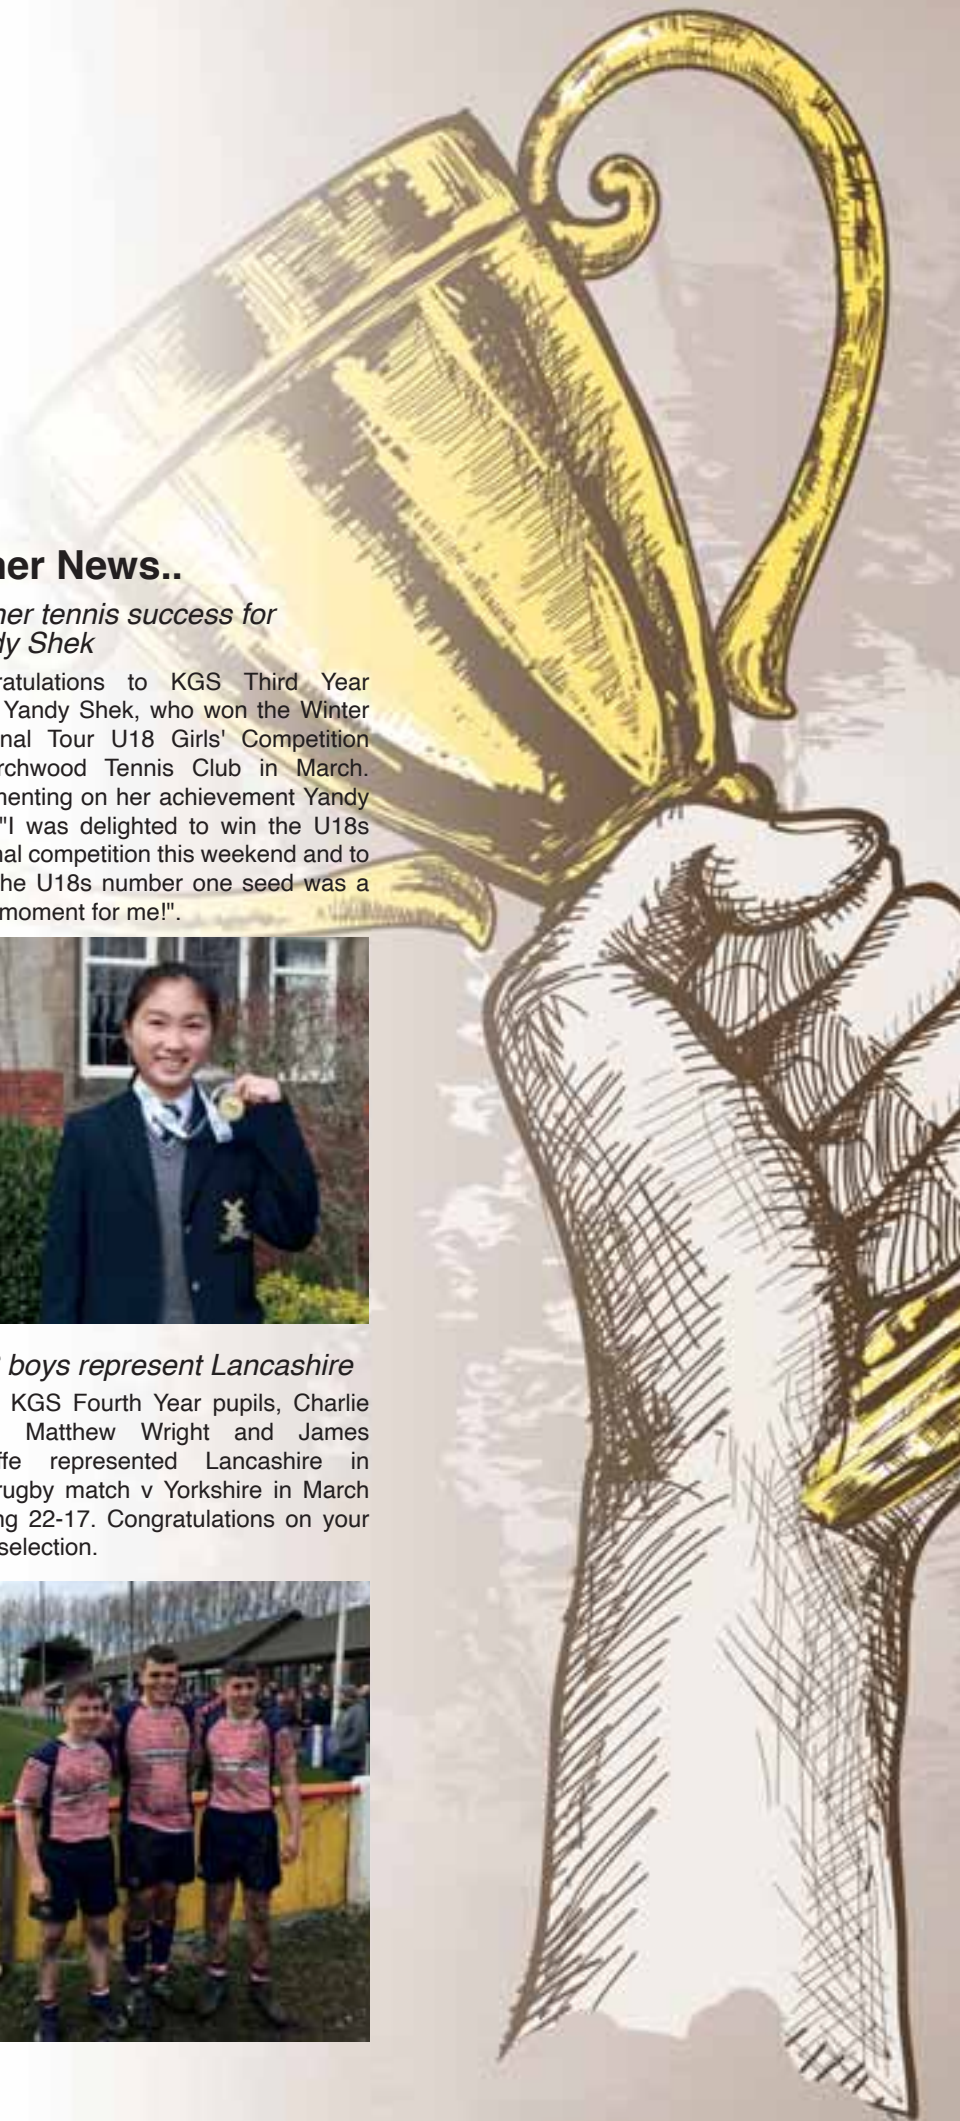 er News..
er tennis success for
dy Shek
ratulations to KGS Third Year
Yandy Shek, who won the Winter
nal Tour U18 Girls' Competition
rchwood Tennis Club in March.
menting on her achievement Yandy
"I was delighted to win the U18s
nal competition this weekend and to
he U18s number one seed was a
moment for me!".
boys represent Lancashire
KGS Fourth Year pupils, Charlie
Matthew Wright and James
ffe represented Lancashire in
rugby match v Yorkshire in March
ng 22-17. Congratulations on your
selection.